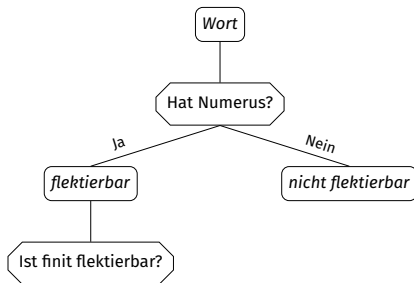 Wort
Hat Numerus?
Ja
Nein
flektierbar
nicht flektierbar
Ist finit flektierbar?